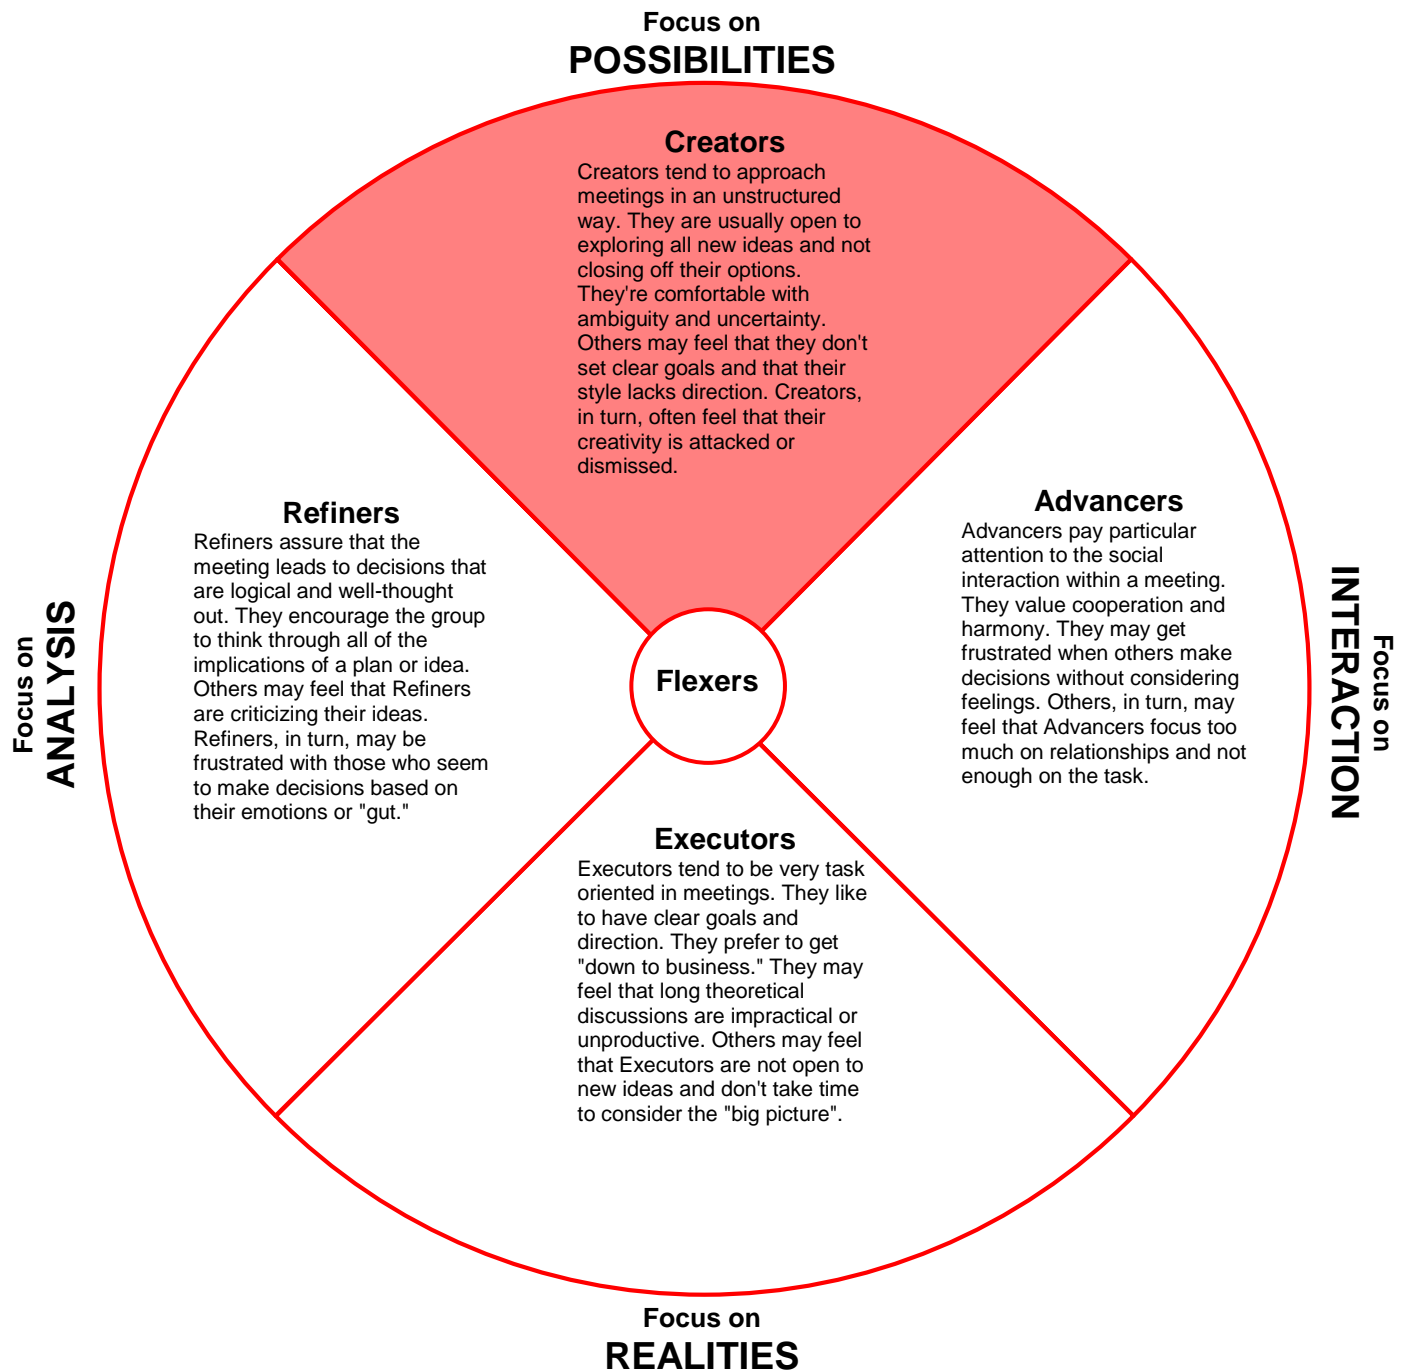 Focus on
POSSIBILITIES
Creators
Creators tend to approach
meetings in an unstructured
way. They are usually open to
exploring all new ideas and not
closing off their options.
They're comfortable with
ambiguity and uncertainty.
Others may feel that they don't
set clear goals and that their
style lacks direction. Creators,
in turn, often feel that their
creativity is attacked or
dismissed.
Focus on
ANALYSIS
Refiners
Refiners assure that the
meeting leads to decisions that
are logical and well-thought
out. They encourage the group
to think through all of the
implications of a plan or idea.
Others may feel that Refiners
are criticizing their ideas.
Refiners, in turn, may be
frustrated with those who seem
to make decisions based on
their emotions or "gut."
Flexers
Advancers
Advancers pay particular
attention to the social
interaction within a meeting.
They value cooperation and
harmony. They may get
frustrated when others make
decisions without considering
feelings. Others, in turn, may
feel that Advancers focus too
much on relationships and not
enough on the task.
Focus on
INTERACTION
Executors
Executors tend to be very task
oriented in meetings. They like
to have clear goals and
direction. They prefer to get
"down to business." They may
feel that long theoretical
discussions are impractical or
unproductive. Others may feel
that Executors are not open to
new ideas and don't take time
to consider the "big picture".
Focus on
REALITIES